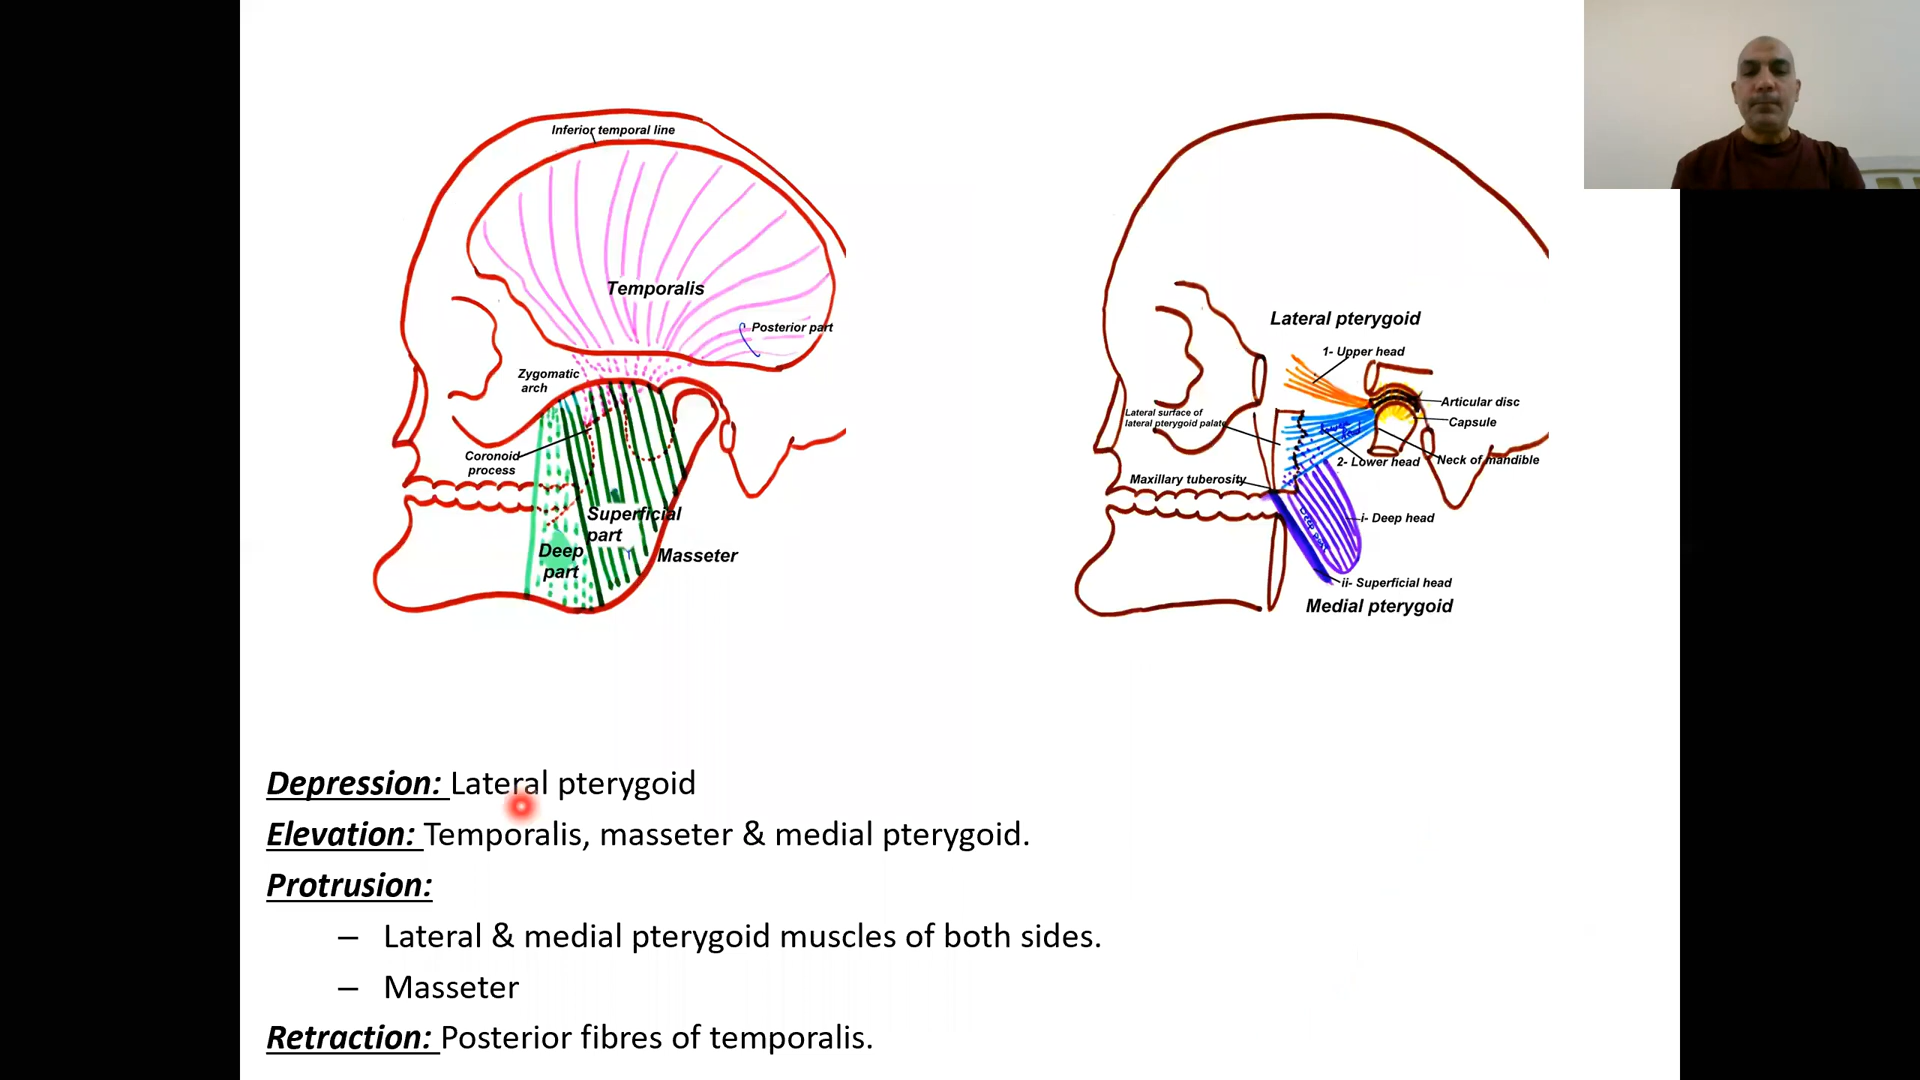 Inferior temporal line
Temporalis
Posterior part
Zygomatic
arch
Coronoid
process
Superficial
part
Deep
part
Masseter
Lateral pterygoid
1- Upper head
Articular disc
Lateral surface of
lateral pterygoid palate
Capsule
2- Lower head
Neck of mandible
Maxillary tuberosity
i- Deep head
ii- Superficial head
Medial pterygoid
Depression: Lateral pterygoid
Elevation: Temporalis, masseter & medial pterygoid.
Protrusion:
– Lateral & medial pterygoid muscles of both sides.
– Masseter
Retraction: Posterior fibres of temporalis.